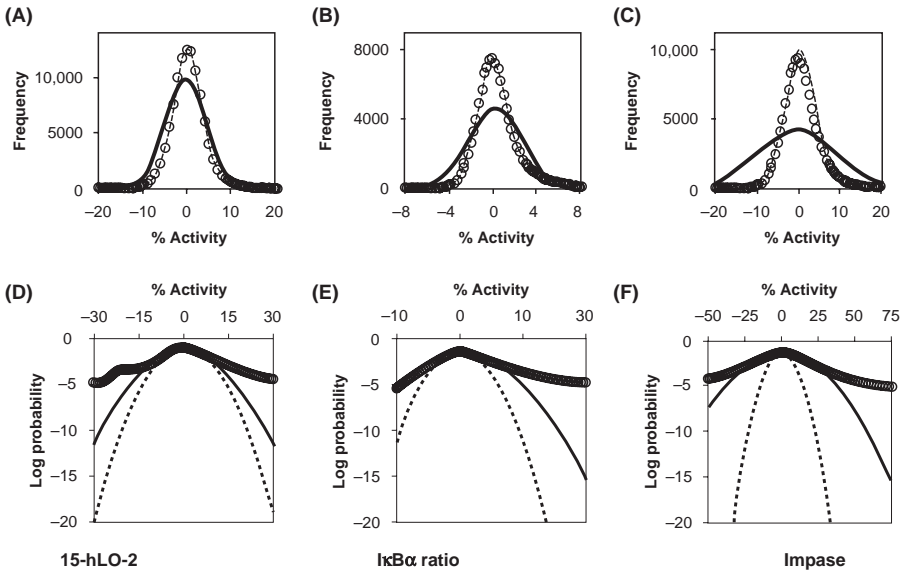 (A)
(B)
(C)
Frequency
10,000
5000
0
–20
–10
0
10
20
% Activity
Frequency
8000
4000
0
–8
–4
0
4
8
% Activity
Frequency
10,000
5000
0
–20
–10
0
10
20
% Activity
(D)
% Activity
–30
–15
0
15
30
Log probability
0
–5
–10
–15
–20
15-hLO-2
(E)
% Activity
–10
0
10
30
Log probability
0
–5
–10
–15
–20
IκBα ratio
(F)
% Activity
–50
–25
0
25
50
75
Log probability
0
–5
–10
–15
–20
Impase